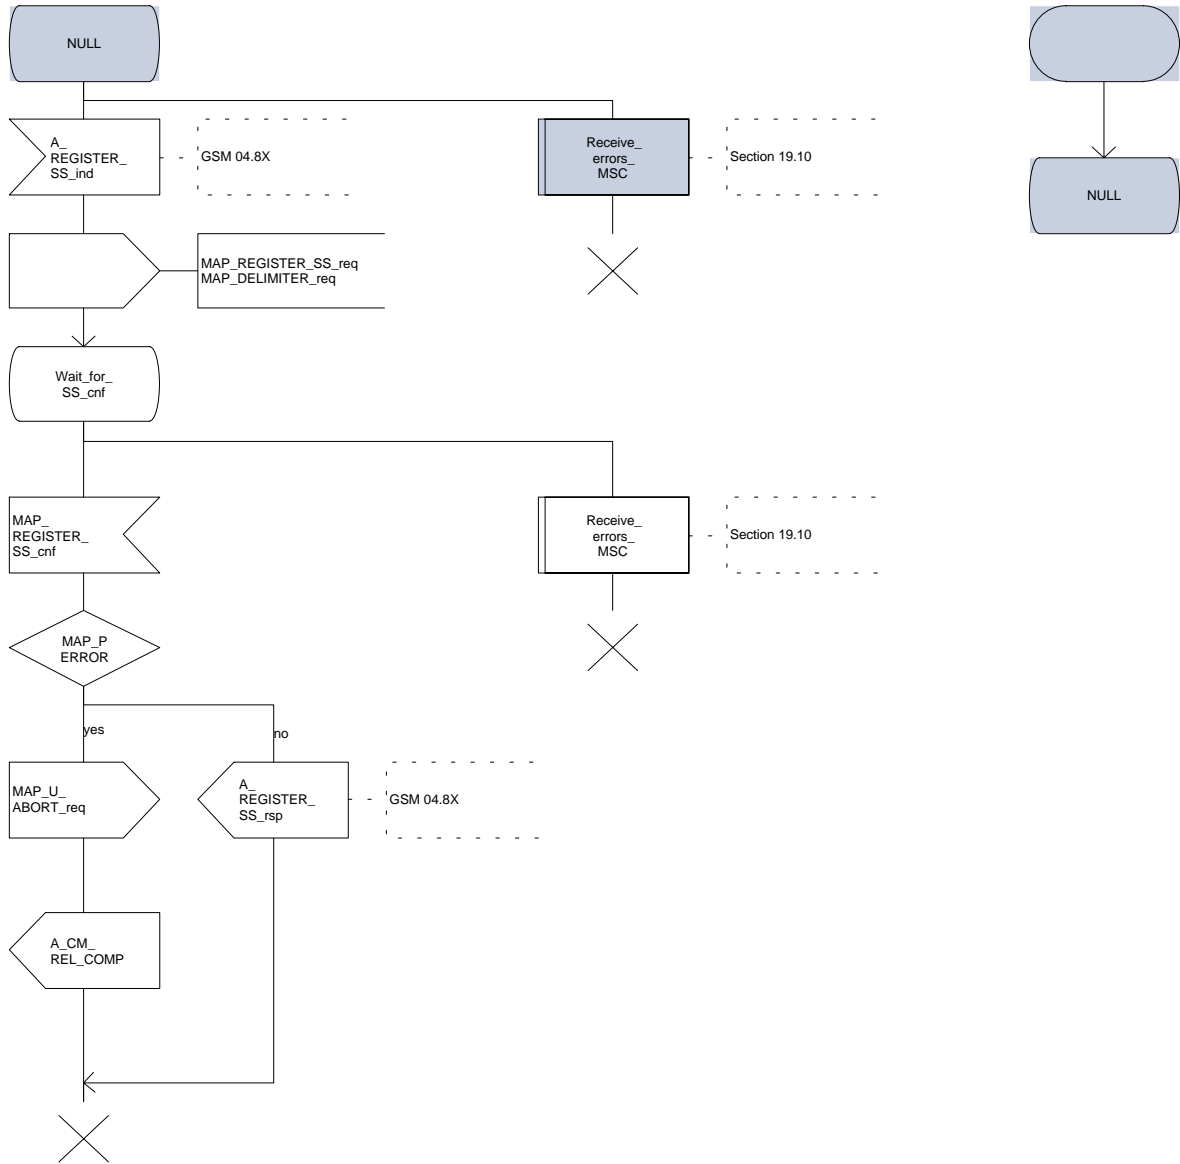 NULL
A_
REGISTER_
SS_ind
GSM 04.8X
Receive_
errors_
MSC
Section 19.10
NULL
MAP_REGISTER_SS_req
MAP_DELIMITER_req
Wait_for_
SS_cnf
MAP_
REGISTER_
SS_cnf
Receive_
errors_
MSC
Section 19.10
MAP_P
ERROR
yes
no
MAP_U_
ABORT_req
A_
REGISTER_
SS_rsp
GSM 04.8X
A_CM_
REL_COMP